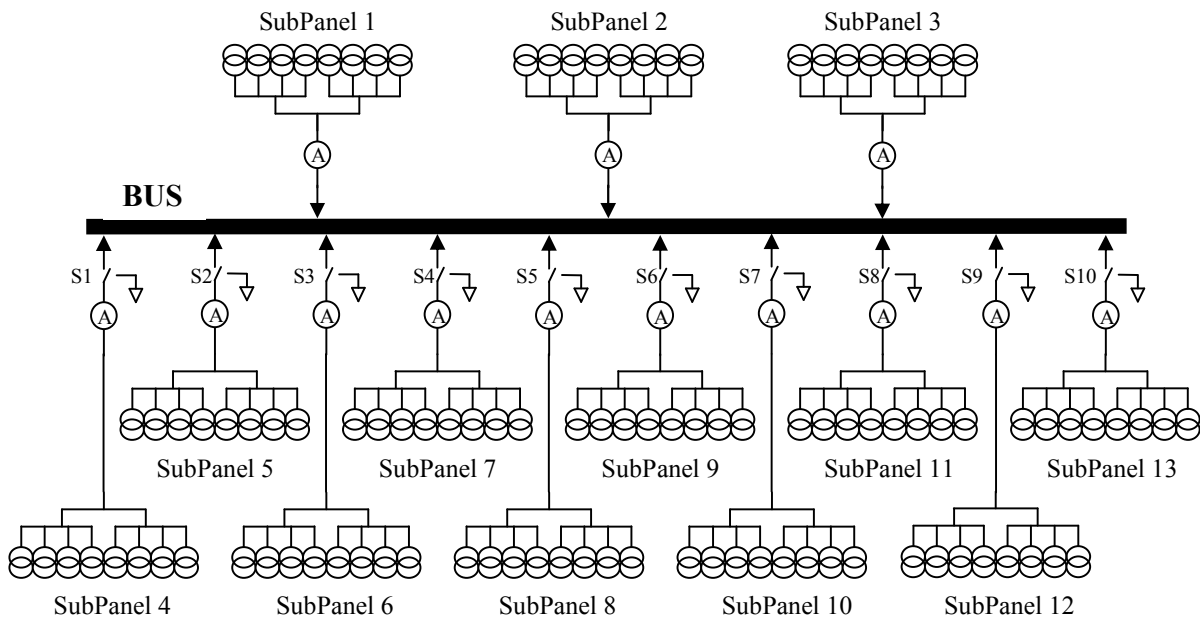 SubPanel 1
SubPanel 2
SubPanel 3
A
A
A
BUS
S1
S2
S3
S4
S5
S6
S7
S8
S9
S10
A
A
A
A
A
A
A
A
A
A
SubPanel 5
SubPanel 7
SubPanel 9
SubPanel 11
SubPanel 13
SubPanel 4
SubPanel 6
SubPanel 8
SubPanel 10
SubPanel 12